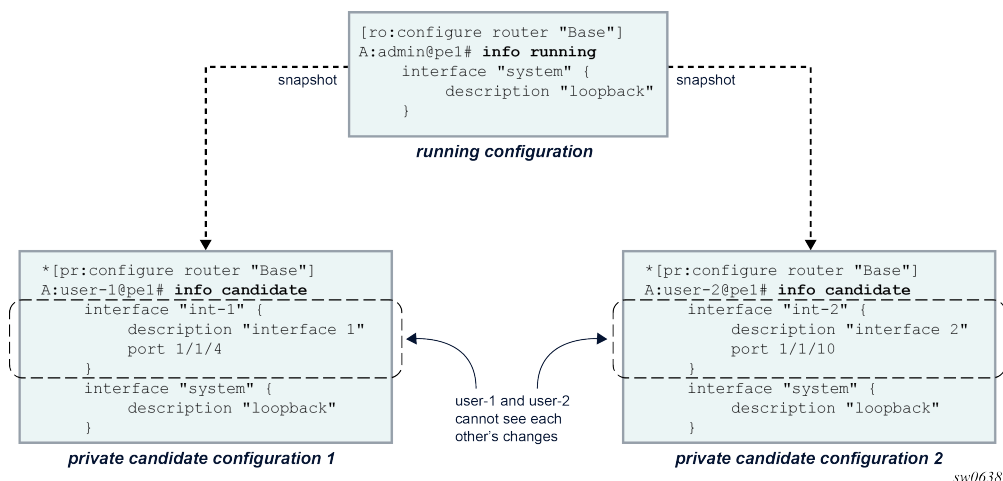 [ro:configure router "Base"]
A:admin@pe1# info running
interface "system" {
description "loopback"
}
snapshot
snapshot
running configuration
*[pr:configure router "Base"]
A:user-1@pe1# info candidate
interface "int-1" {
description "interface 1"
port 1/1/4
}
interface "system" {
description "loopback"
}
private candidate configuration 1
user-1 and user-2
cannot see each
other's changes
*[pr:configure router "Base"]
A:user-2@pe1# info candidate
interface "int-2" {
description "interface 2"
port 1/1/10
}
interface "system" {
description "loopback"
}
private candidate configuration 2
sw0638